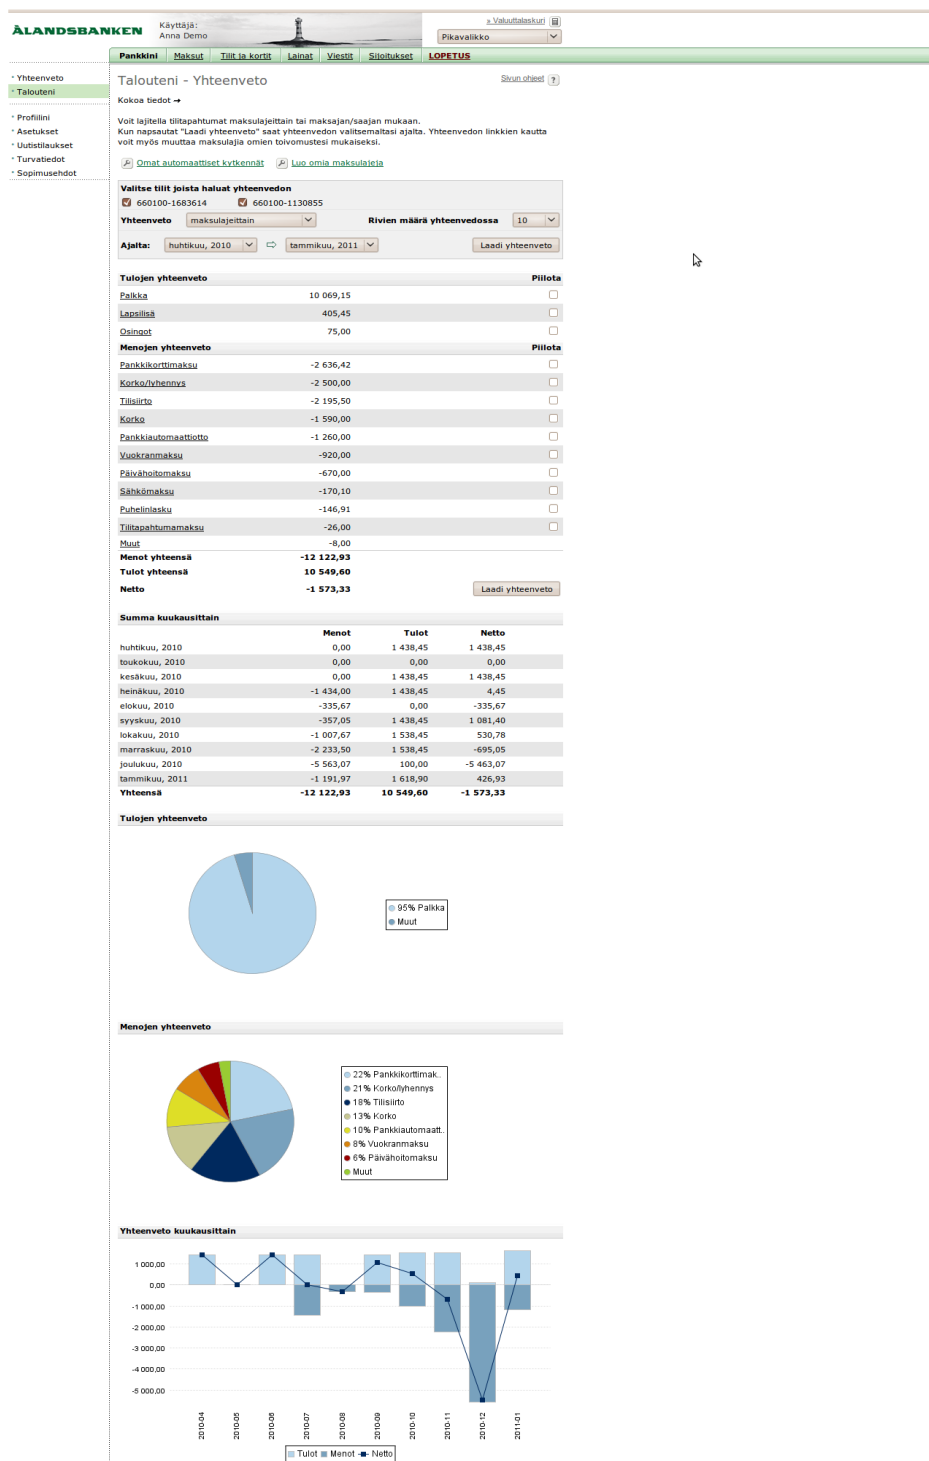 ÅLANDSBANKEN
Käyttäjä:
Anna Demo
» Valuuttalaskuri
Pikavalikko
Pankkini Maksut Tilit ja kortit Lainat Viestit Sijoitukset LOPETUS
Yhteenveto
Talouteni
Profiilini
Asetukset
Uutistilaukset
Turvatiedot
Sopimusehdot
Talouteni - Yhteenveto
Sivun ohjeet ?
Kokoa tiedot →
Voit lajitella tilitapahtumat maksulajeittain tai maksajan/saajan mukaan.
Kun napsautat "Laadi yhteenveto" saat yhteenvedon valitsemaltasi ajalta. Yhteenvedon linkkien kautta
voit myös muuttaa maksulajia omien toivomustesi mukaiseksi.
Omat automaattiset kytkennät Luo omia maksulajeja
Valitse tilit joista haluat yhteenvedon
660100-1683614 660100-1130855
Yhteenveto maksulajeittain Rivien määrä yhteenvedossa 10
Ajalta: huhtikuu, 2010 ⇨ tammikuu, 2011 Laadi yhteenveto
Tulojen yhteenveto Piilota
Palkka 10 069,15
Lapsilisä 405,45
Osingot 75,00
Menojen yhteenveto Piilota
Pankkikorttimaksu -2 636,42
Korko/lyhennys -2 500,00
Tilisiirto -2 195,50
Korko -1 590,00
Pankkiautomaattiotto -1 260,00
Vuokranmaksu -920,00
Päivähoitomaksu -670,00
Sähkömaksu -170,10
Puhelinlasku -146,91
Tilitapahtumamaksu -26,00
Muut -8,00
Menot yhteensä -12 122,93
Tulot yhteensä 10 549,60
Netto -1 573,33 Laadi yhteenveto
Summa kuukausittain
Menot Tulot Netto
huhtikuu, 2010 0,00 1 438,45 1 438,45
toukokuu, 2010 0,00 0,00 0,00
kesäkuu, 2010 0,00 1 438,45 1 438,45
heinäkuu, 2010 -1 434,00 1 438,45 4,45
elokuu, 2010 -335,67 0,00 -335,67
syyskuu, 2010 -357,05 1 438,45 1 081,40
lokakuu, 2010 -1 007,67 1 538,45 530,78
marraskuu, 2010 -2 233,50 1 538,45 -695,05
joulukuu, 2010 -5 563,07 100,00 -5 463,07
tammikuu, 2011 -1 191,97 1 618,90 426,93
Yhteensä -12 122,93 10 549,60 -1 573,33
Tulojen yhteenveto
95% Palkka
Muut
Menojen yhteenveto
22% Pankkikorttimak..
21% Korko/lyhennys
18% Tilisiirto
13% Korko
10% Pankkiautomaatt..
8% Vuokranmaksu
6% Päivähoitomaksu
Muut
Yhteenveto kuukausittain
1 000,00
0,00
-1 000,00
-2 000,00
-3 000,00
-4 000,00
-5 000,00
2010-04 2010-05 2010-06 2010-07 2010-08 2010-09 2010-10 2010-11 2010-12 2011-01
Tulot Menot Netto